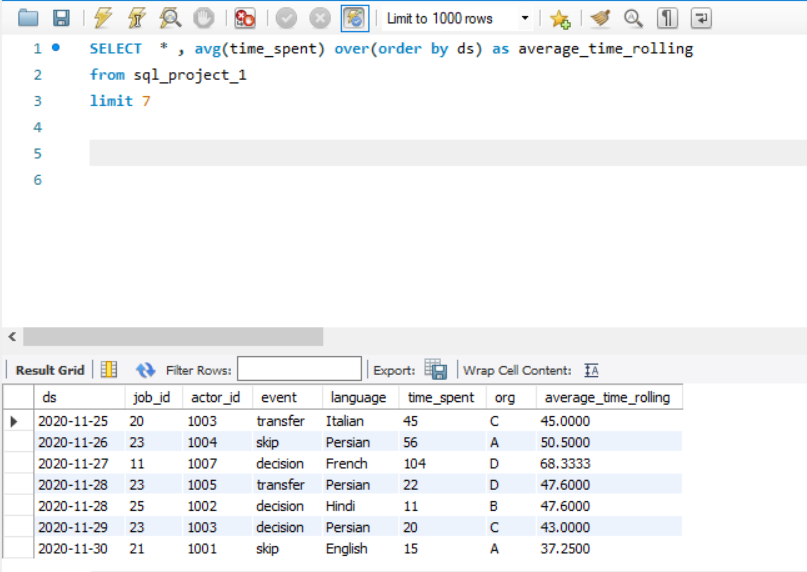 Limit to 1000 rows
1 SELECT * , avg(time_spent) over(order by ds) as average_time_rolling
2 from sql_project_1
3 limit 7
4
5
6
Result Grid Filter Rows: Export: Wrap Cell Content: IA
ds job_id actor_id event language time_spent org average_time_rolling
2020-11-25 20 1003 transfer Italian 45 C 45.0000
2020-11-26 23 1004 skip Persian 56 A 50.5000
2020-11-27 11 1007 decision French 104 D 68.3333
2020-11-28 23 1005 transfer Persian 22 D 47.6000
2020-11-28 25 1002 decision Hindi 11 B 47.6000
2020-11-29 23 1003 decision Persian 20 C 43.0000
2020-11-30 21 1001 skip English 15 A 37.2500